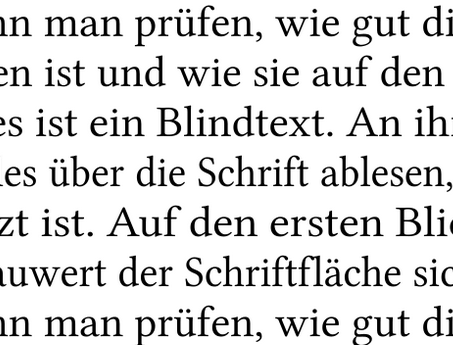 nn man prüfen, wie gut di
en ist und wie sie auf den
es ist ein Blindtext. An ih
les über die Schrift ablesen,
zt ist. Auf den ersten Blic
auwert der Schriftfläche sic
nn man prüfen, wie gut di